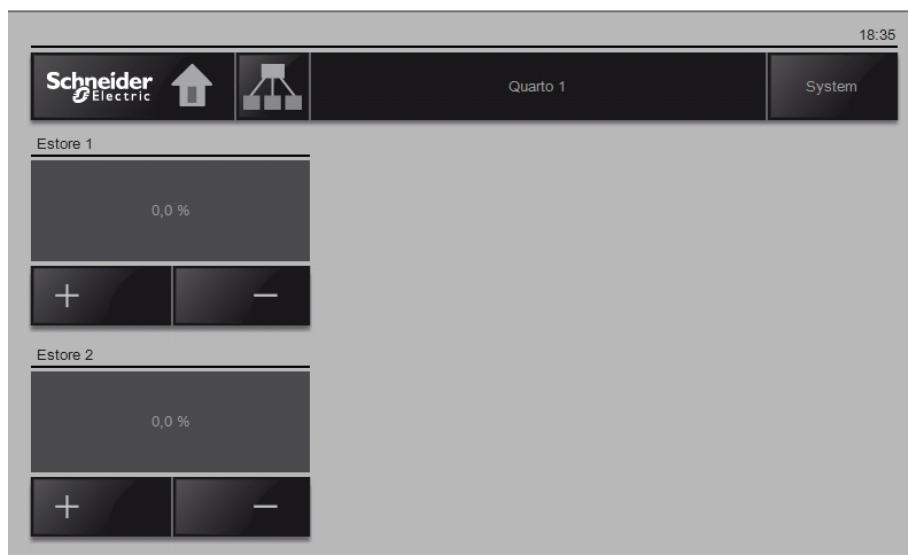 18:35
Schneider
Electric
Quarto 1
System
Estore 1
0,0 %
+
−
Estore 2
0,0 %
+
−